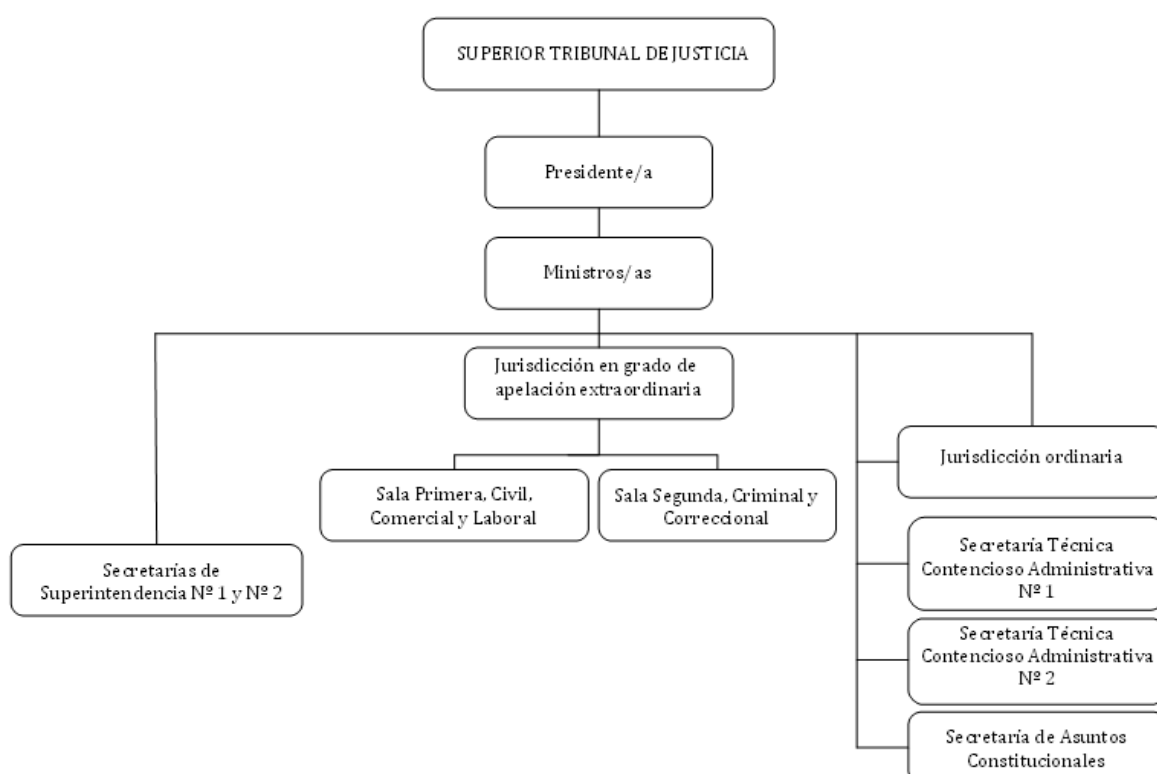 SUPERIOR TRIBUNAL DE JUSTICIA
Presidente/a
Ministros/as
Jurisdicción en grado de
apelación extraordinaria
Sala Primera, Civil,
Comercial y Laboral
Sala Segunda, Criminal y
Correccional
Secretarías de
Superintendencia Nº 1 y Nº 2
Jurisdicción ordinaria
Secretaría Técnica
Contencioso Administrativa
Nº 1
Secretaría Técnica
Contencioso Administrativa
Nº 2
Secretaría de Asuntos
Constitucionales